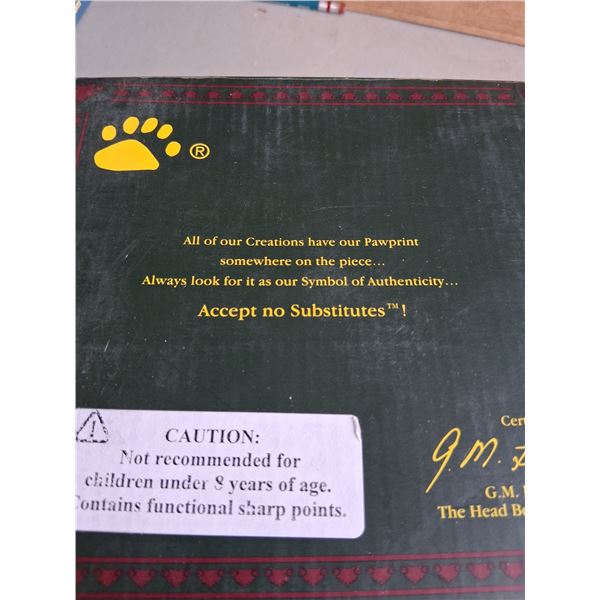 ®
All of our Creations have our Pawprint
somewhere on the piece...
Always look for it as our Symbol of Authenticity...
Accept no Substitutes™!
CAUTION:
Not recommended for
children under 8 years of age.
Contains functional sharp points.
G.M.
G.M.
The Head